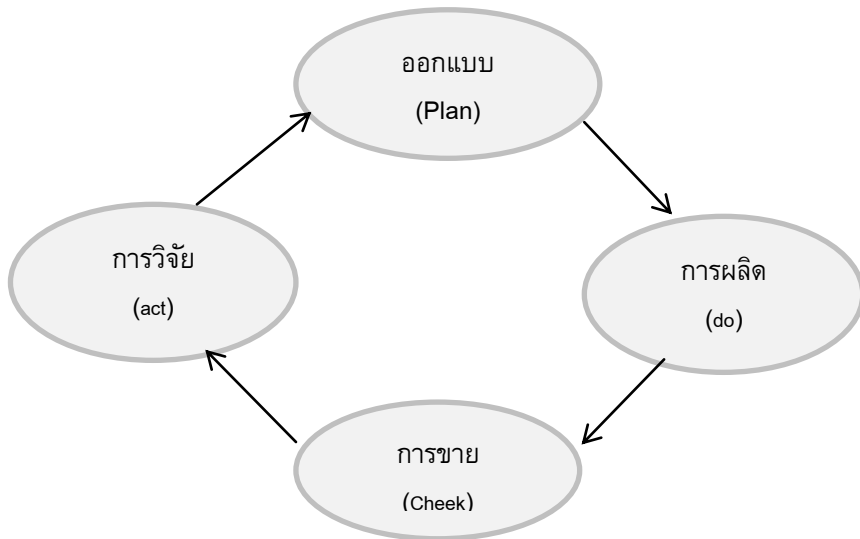 ออกแบบ
(Plan)
การวิจัย
(act)
การผลิต
(do)
การขาย
(Cheek)